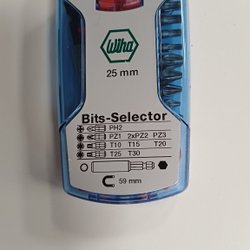 Wiha
25 mm
Bits-Selector
PH2
PZ1 2xPZ2 PZ3
T10 T15 T20
T25 T30
59 mm